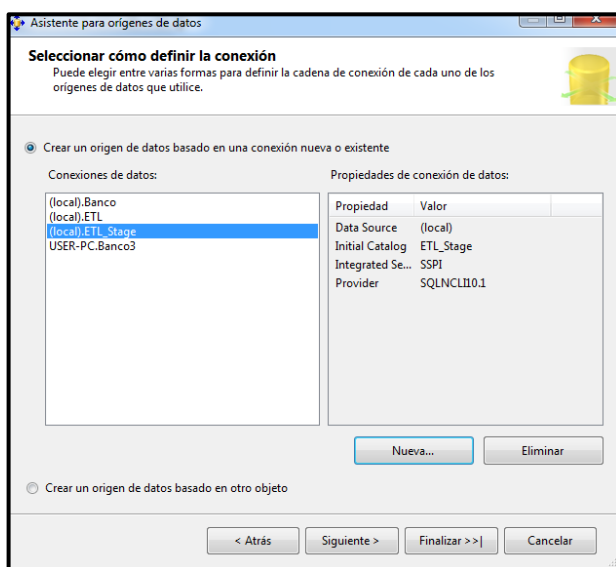 Asistente para orígenes de datos
Seleccionar cómo definir la conexión
Puede elegir entre varias formas para definir la cadena de conexión de cada uno de los
orígenes de datos que utilice.
Crear un origen de datos basado en una conexión nueva o existente
Conexiones de datos:
(local).Banco
(local).ETL
(local).ETL_Stage
USER-PC.Banco3
Propiedades de conexión de datos:
Propiedad Valor
Data Source (local)
Initial Catalog ETL_Stage
Integrated Se... SSPI
Provider SQLNCLI10.1
Nueva... Eliminar
Crear un origen de datos basado en otro objeto
< Atrás Siguiente > Finalizar >>| Cancelar